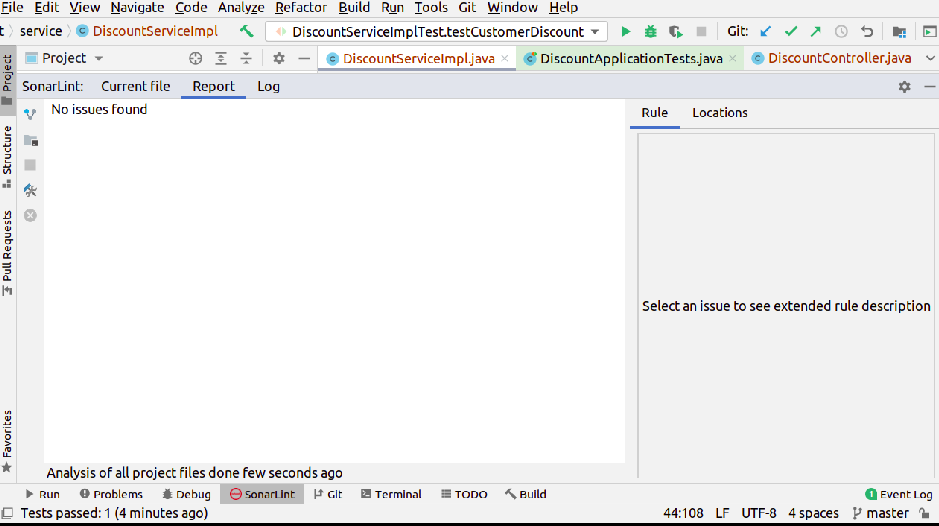 File Edit View Navigate Code Analyze Refactor Build Run Tools Git Window Help
t service DiscountServiceImpl DiscountServiceImplTest.testCustomerDiscount Git:
Project DiscountServiceImpl.java DiscountApplicationTests.java DiscountController.java
SonarLint: Current file Report Log
No issues found
Rule Locations
Select an issue to see extended rule description
Project
Structure
Pull Requests
Favorites
Analysis of all project files done few seconds ago
Run Problems Debug SonarLint Git Terminal TODO Build 1 Event Log
Tests passed: 1 (4 minutes ago) 44:108 LF UTF-8 4 spaces master